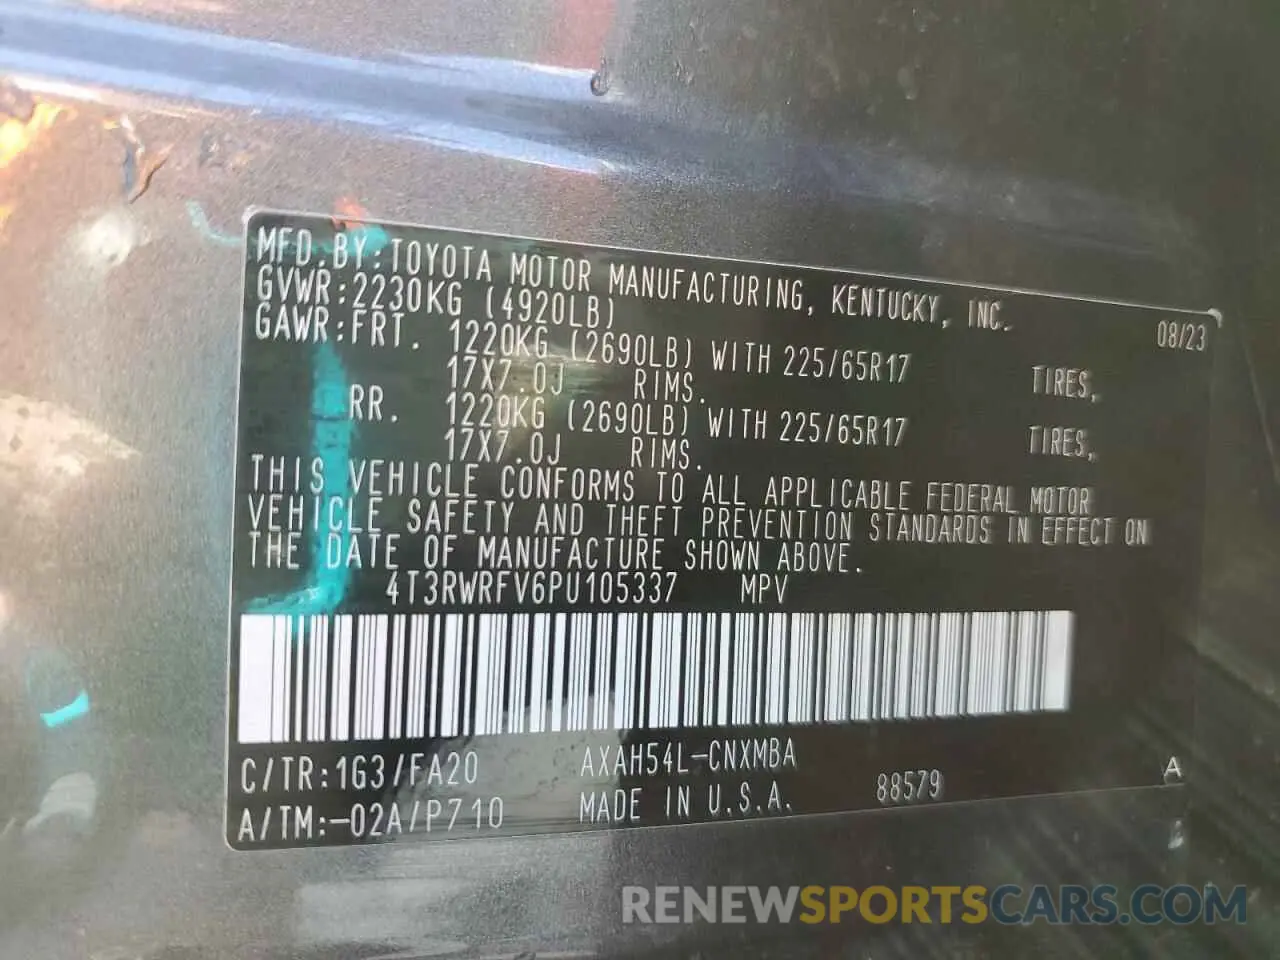 MFD.BY:TOYOTA MOTOR MANUFACTURING, KENTUCKY, INC.
GVWR:2230KG (4920LB) 08/23
GAWR:FRT. 1220KG (2690LB) WITH 225/65R17 TIRES,
17X7.0J RIMS.
RR. 1220KG (2690LB) WITH 225/65R17 TIRES,
17X7.0J RIMS.
THIS VEHICLE CONFORMS TO ALL APPLICABLE FEDERAL MOTOR
VEHICLE SAFETY AND THEFT PREVENTION STANDARDS IN EFFECT ON
THE DATE OF MANUFACTURE SHOWN ABOVE.
4T3RWRFV6PU105337 MPV
C/TR:1G3/FA20 AXAH54L-CNXMBA A
A/TM:-02A/P710 MADE IN U.S.A. 88579
RENEWSPORTSCARS.COM